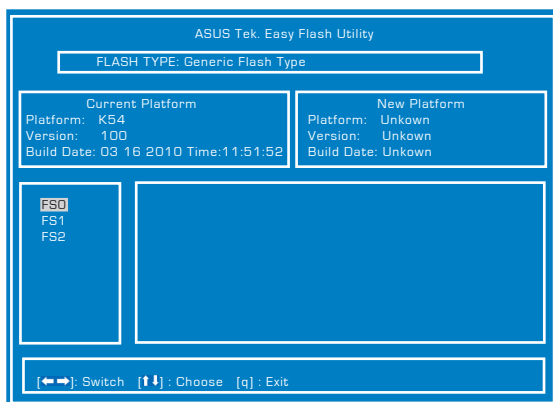 ASUS Tek. Easy Flash Utility
FLASH TYPE: Generic Flash Type
Current Platform
Platform: K54
Version: 100
Build Date: 03 16 2010 Time:11:51:52
New Platform
Platform: Unkown
Version: Unkown
Build Date: Unkown
FS0
FS1
FS2
[←→]: Switch [↑↓] : Choose [q] : Exit